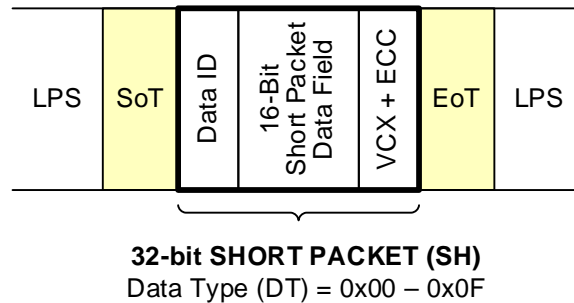 LPS
SoT
Data ID
16-Bit
Short Packet
Data Field
VCX + ECC
EoT
LPS
32-bit SHORT PACKET (SH)
Data Type (DT) = 0x00 – 0x0F